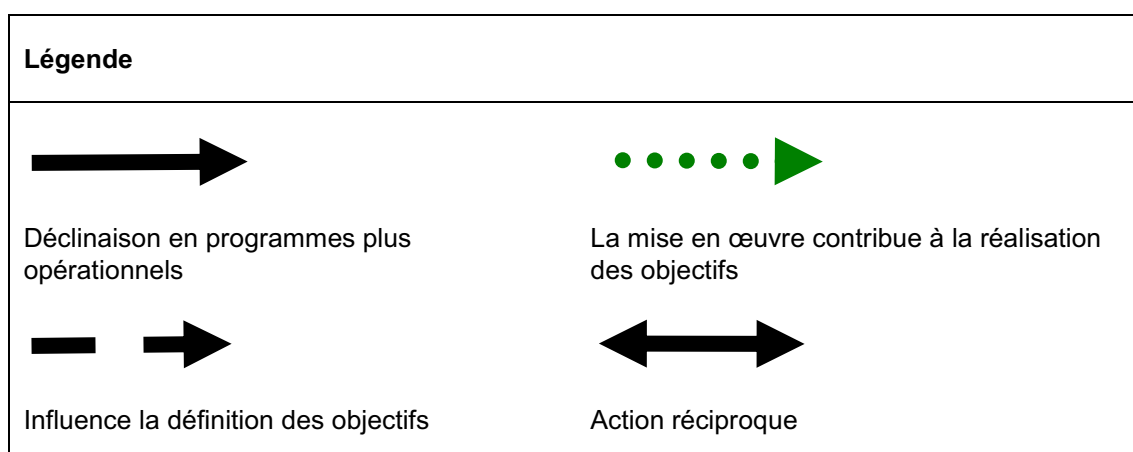 Légende
Déclinaison en programmes plus
opérationnels
La mise en œuvre contribue à la réalisation
des objectifs
Influence la définition des objectifs
Action réciproque